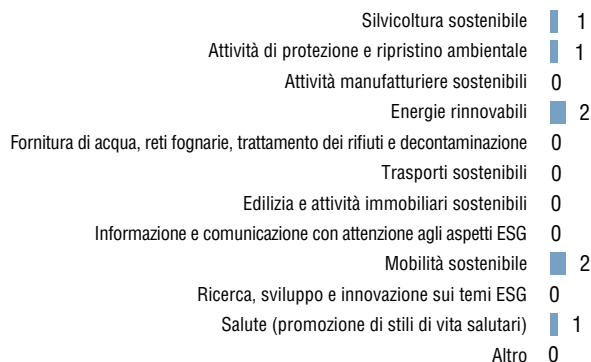 Silvicoltura sostenibile 1
Attività di protezione e ripristino ambientale 1
Attività manufatturiere sostenibili 0
Energie rinnovabili 2
Fornitura di acqua, reti fognarie, trattamento dei rifiuti e decontaminazione 0
Trasporti sostenibili 0
Edilizia e attività immobiliari sostenibili 0
Informazione e comunicazione con attenzione agli aspetti ESG 0
Mobilità sostenibile 2
Ricerca, sviluppo e innovazione sui temi ESG 0
Salute (promozione di stili di vita salutari) 1
Altro 0